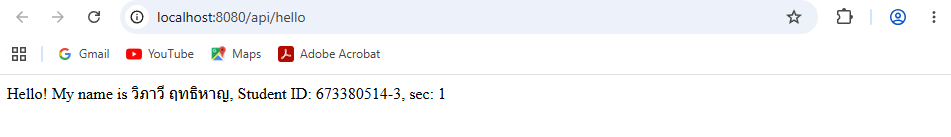 localhost:8080/api/hello
Gmail YouTube Maps Adobe Acrobat
Hello! My name is วิภาวี ฤทธิหาญ, Student ID: 673380514-3, sec: 1